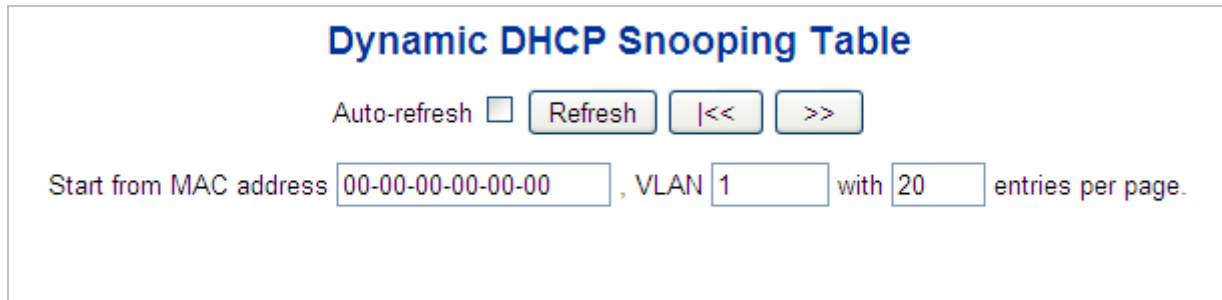 Dynamic DHCP Snooping Table
Auto-refresh Refresh |<< >>
Start from MAC address 00-00-00-00-00-00 , VLAN 1 with 20 entries per page.